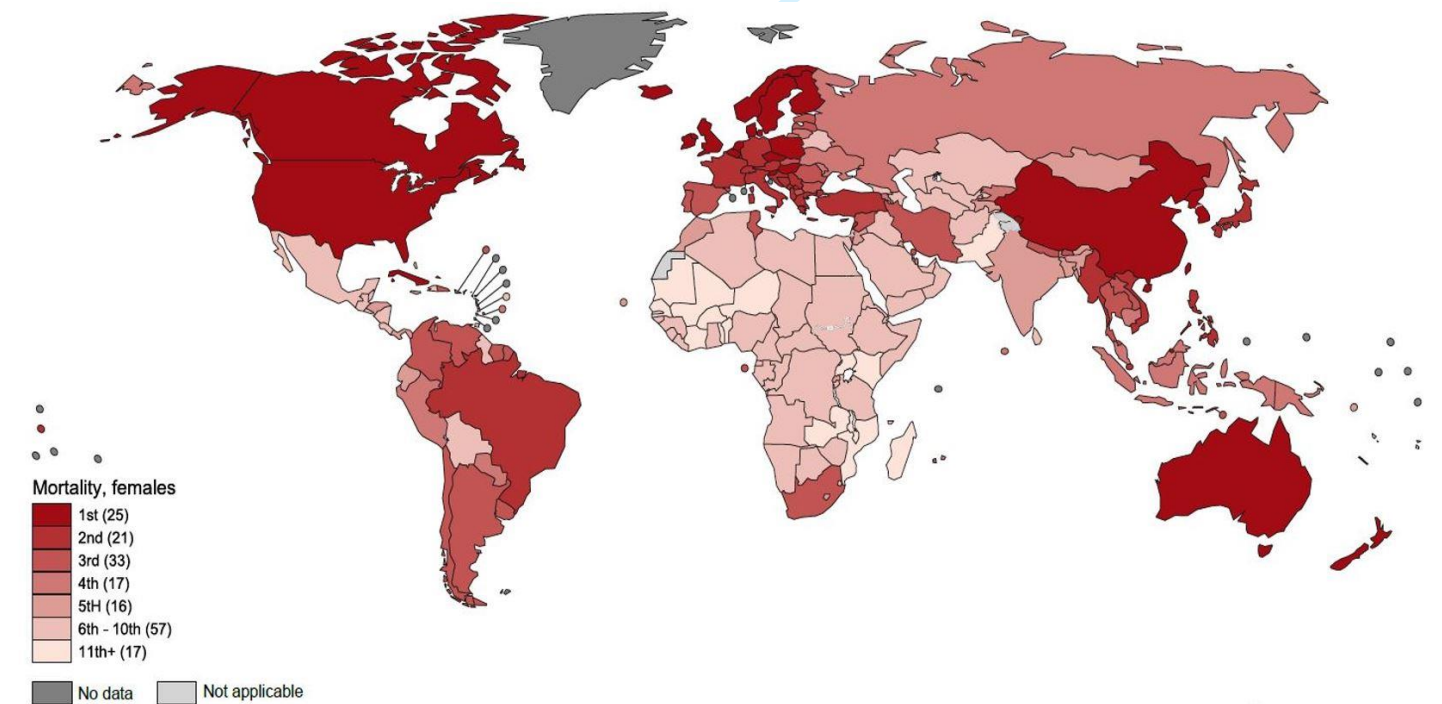 Mortality, females
1st (25)
2nd (21)
3rd (33)
4th (17)
5tH (16)
6th - 10th (57)
11th+ (17)
No data
Not applicable